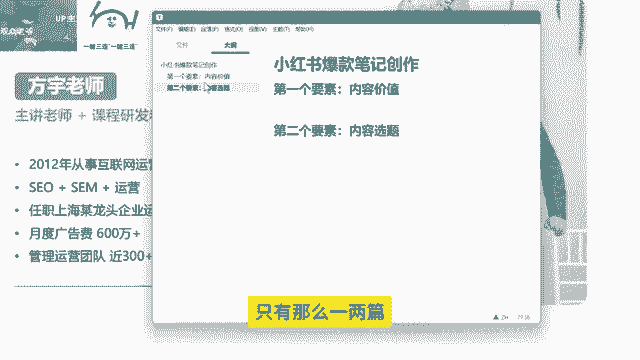 UP主
一键三连"一键三连"
方宇老师
主讲老师 + 课程研发
• 2012年从事互联网运营
• SEO + SEM + 运营
• 任职上海某龙头企业运
• 月度广告费 600万+
• 管理运营团队 近300+
文件(F) 编辑(E) 段落(P) 格式(O) 视图(V) 主题(T) 帮助(H)
文件 大纲
小红书爆款笔记创作
第一个要素：内容价值
第二个要素：内容选题
小红书爆款笔记创作
第一个要素：内容价值
第二个要素：内容选题
只有那么一两篇